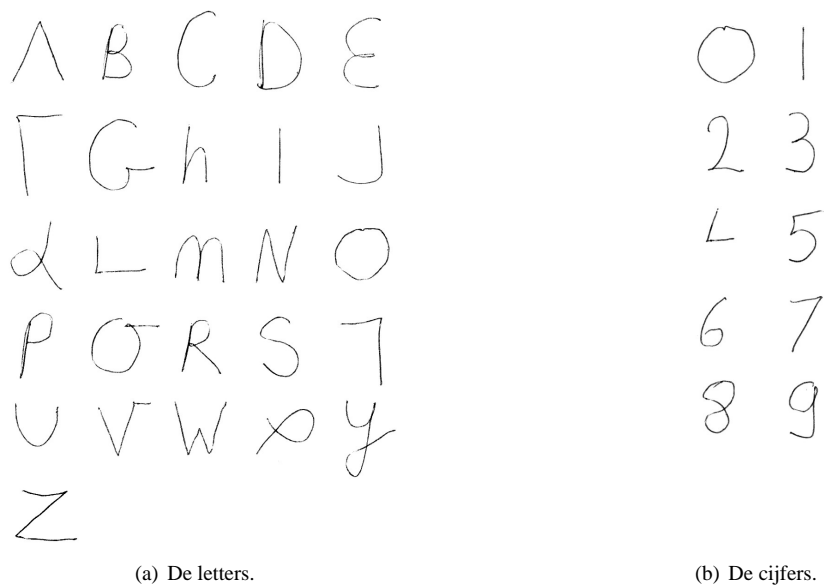 A B C D E
F G h I J
K L m N O
P Q R S T
U V W X y
Z
(a) De letters.
0 1
2 3
4 5
6 7
8 9
(b) De cijfers.